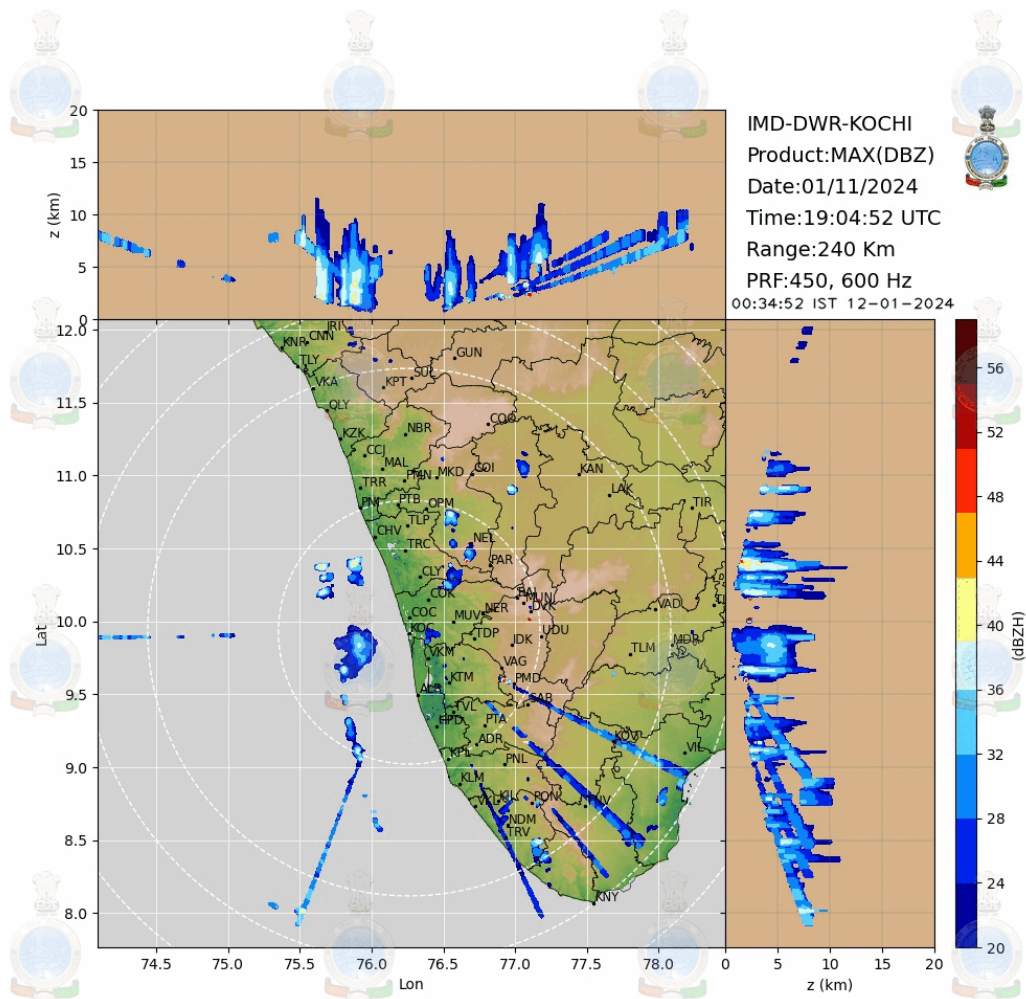 IMD-DWR-KOCHI
Product:MAX(DBZ)
Date:01/11/2024
Time:19:04:52 UTC
Range:240 Km
PRF:450, 600 Hz
00:34:52 IST 12-01-2024
20
15
10
5
0
z (km)
12.0
11.5
11.0
10.5
10.0
9.5
9.0
8.5
8.0
Lat
IRI
CNN
KNR
GUN
TLY
SUL
VKA
KPT
QLY
COO
KZK
NBR
CCJ
MAL
MKD
COI
KAN
PMN
TRR
LAK
PNI
PTB
OPM
TIR
TLP
CHV
NEL
TRC
PAR
CLY
COK
MUN
DVK
VAD
COC
MUV
NER
KOC
TDP
IDK
UDU
TLM
MDR
VKM
VAG
KTM
PMD
SAB
ALP
TVL
PTA
HPD
ADR
KOV
VIL
KPL
PNL
KLM
KIL
PON
VKL
TNV
NDM
TRV
KNY
74.5
75.0
75.5
76.0
76.5
77.0
77.5
78.0
Lon
0
5
10
15
20
z (km)
56
52
48
44
40
36
32
28
24
20
(dBZH)